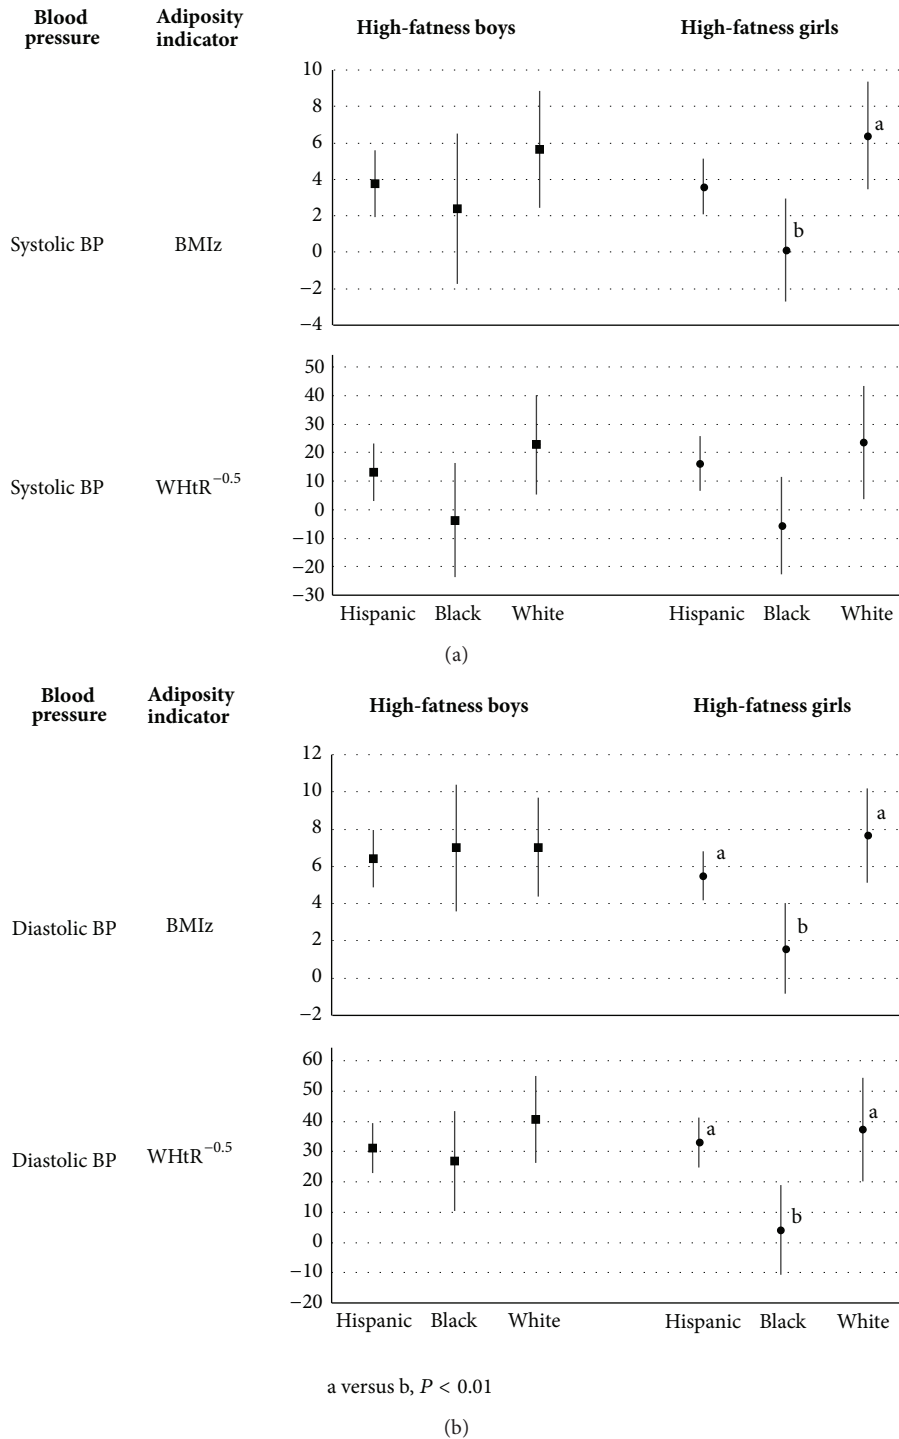 Blood
pressure
Adiposity
indicator
High-fatness boys
High-fatness girls
10
8
6
4
2
0
−2
−4
Systolic BP
BMIz
a
b
50
40
30
20
10
0
−10
−20
−30
Systolic BP
WHtR−0.5
Hispanic Black White Hispanic Black White
(a)
Blood
pressure
Adiposity
indicator
High-fatness boys
High-fatness girls
12
10
8
6
4
2
0
−2
Diastolic BP
BMIz
a
b
a
60
50
40
30
20
10
0
−10
−20
Diastolic BP
WHtR−0.5
a
b
a
Hispanic Black White Hispanic Black White
a versus b, P < 0.01
(b)